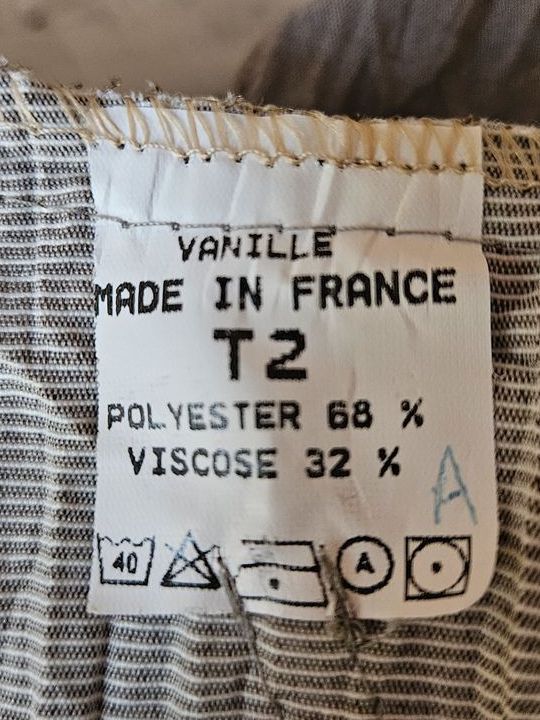 VANILLE
MADE IN FRANCE
T2
POLYESTER 68 %
VISCOSE 32 %
A
40 A